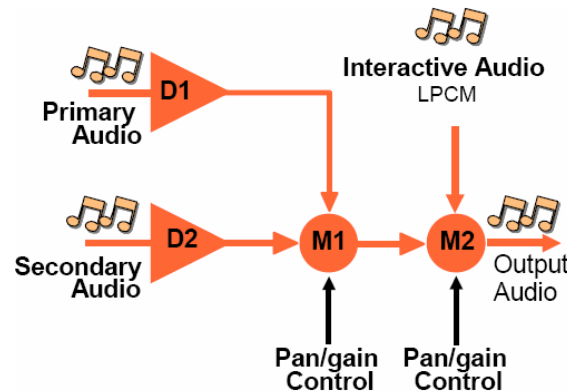 D1
Primary
Audio
Interactive Audio
LPCM
D2
Secondary
Audio
M1
M2
Output
Audio
Pan/gain
Control
Pan/gain
Control